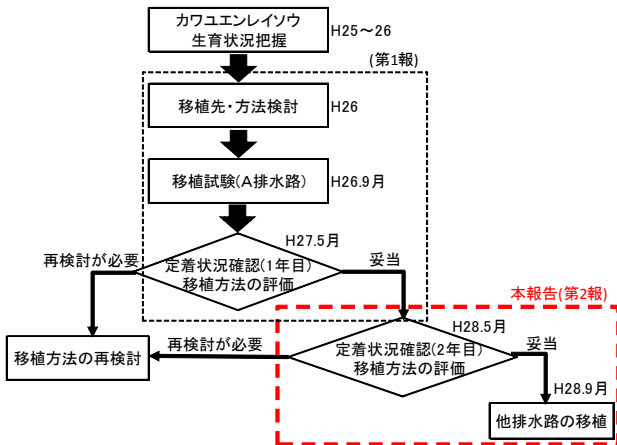 カワユエンレイソウ
生育状況把握
H25～26
(第1報)
移植先・方法検討
H26
移植試験(A排水路)
H26.9月
H27.5月
再検討が必要
定着状況確認(1年目)
移植方法の評価
妥当
本報告(第2報)
H28.5月
移植方法の再検討
再検討が必要
定着状況確認(2年目)
移植方法の評価
妥当
H28.9月
他排水路の移植